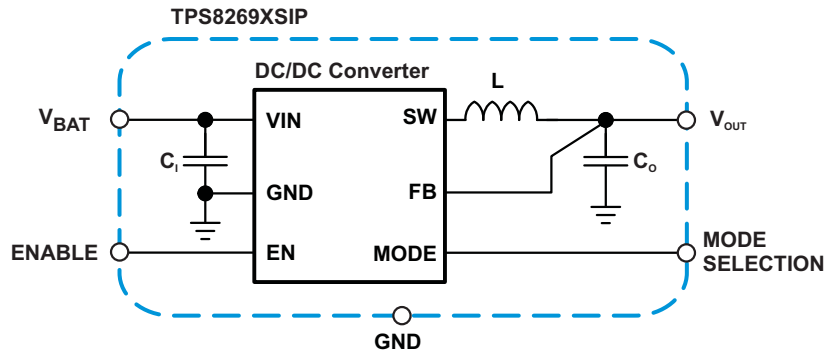 TPS8269XSIP
DC/DC Converter
L
VBAT
VIN
SW
VOUT
CI
CO
GND
FB
ENABLE
EN
MODE
MODE
SELECTION
GND